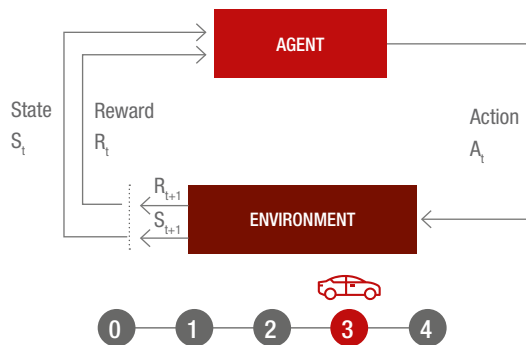 AGENT
State
S_t
Reward
R_t
Action
A_t
R_t+1
S_t+1
ENVIRONMENT
0 1 2 3 4